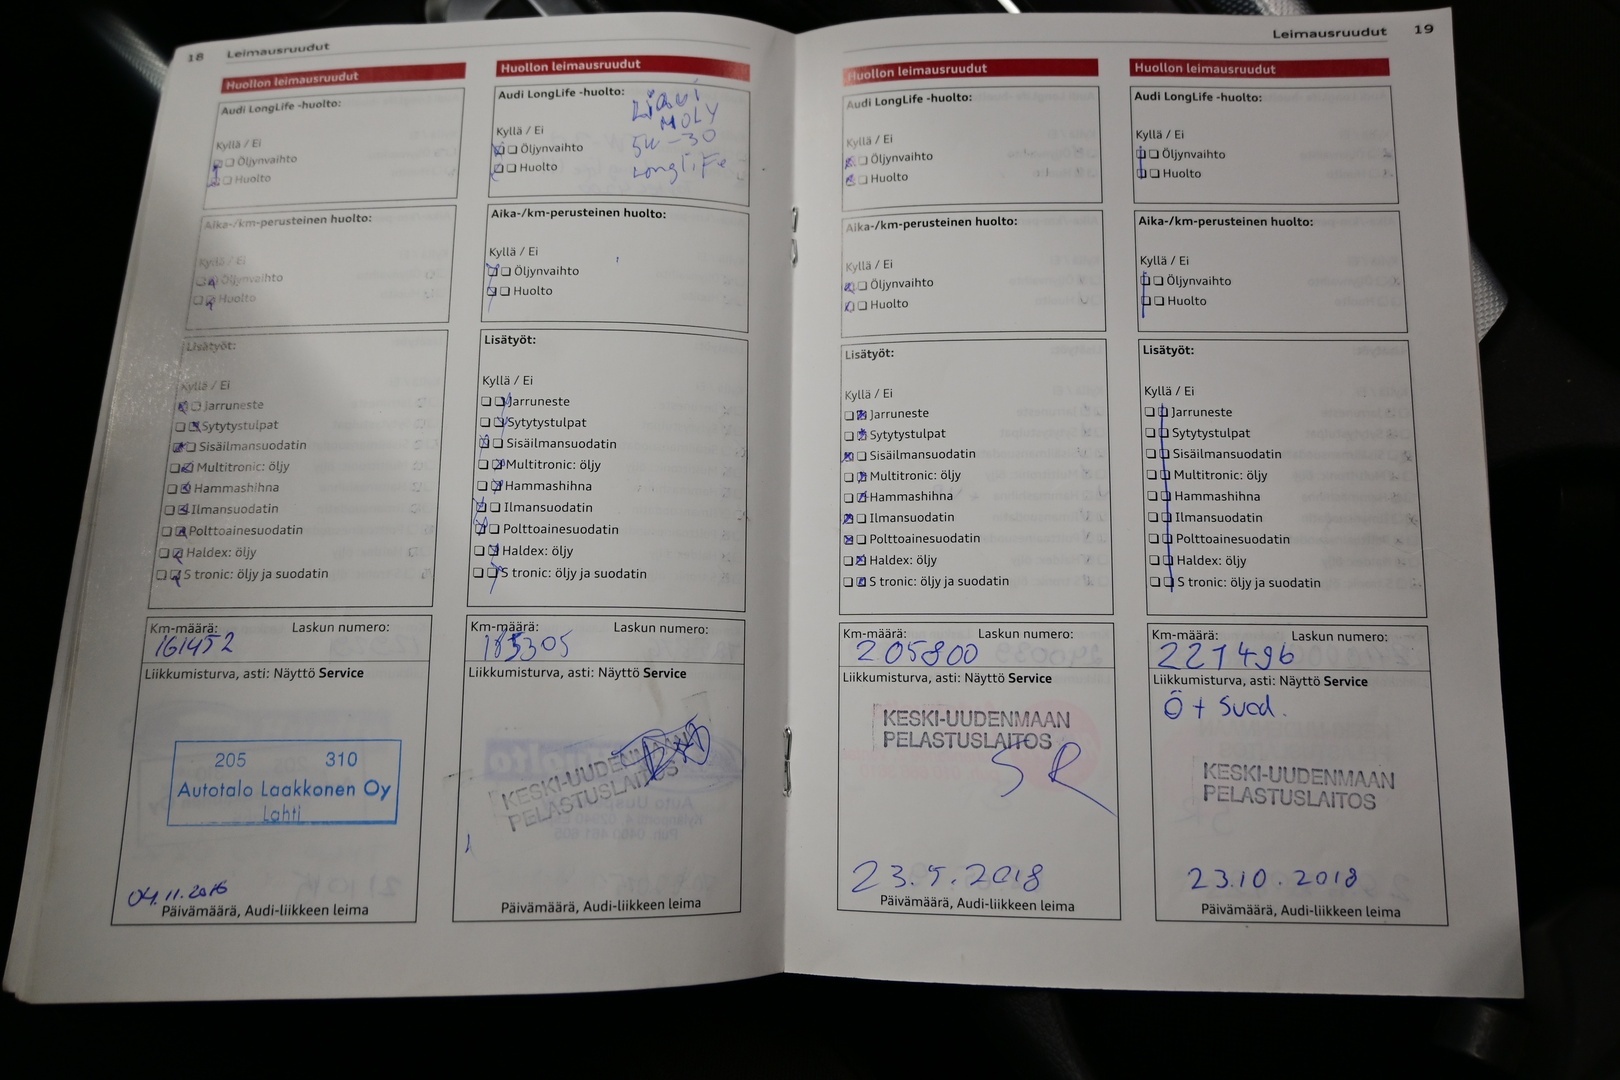 18 Leimausruudut
Huollon leimausruudut
Audi LongLife -huolto:
Kyllä / Ei
Öljynvaihto
Huolto
Aika-/km-perusteinen huolto:
Kyllä / Ei
Öljynvaihto
Huolto
Lisätyöt:
Kyllä / Ei
Jarruneste
Sytytystulpat
Sisäilmansuodatin
Multitronic: öljy
Hammashihna
Ilmansuodatin
Polttoainesuodatin
Haldex: öljy
S tronic: öljy ja suodatin
Km-määrä: Laskun numero:
161452
Liikkumisturva, asti: Näyttö Service
205 310
Autotalo Laakkonen Oy
Lahti
04.11.2016
Päivämäärä, Audi-liikkeen leima
Huollon leimausruudut
Audi LongLife -huolto:
Liqui
MOLY
5W-30
LongliFe
Kyllä / Ei
Öljynvaihto
Huolto
Aika-/km-perusteinen huolto:
Kyllä / Ei
Öljynvaihto
Huolto
Lisätyöt:
Kyllä / Ei
Jarruneste
Sytytystulpat
Sisäilmansuodatin
Multitronic: öljy
Hammashihna
Ilmansuodatin
Polttoainesuodatin
Haldex: öljy
S tronic: öljy ja suodatin
Km-määrä: Laskun numero:
185305
Liikkumisturva, asti: Näyttö Service
KESKI-UUDENMAAN
PELASTUSLAITOS
Päivämäärä, Audi-liikkeen leima
Leimausruudut 19
Huollon leimausruudut
Audi LongLife -huolto:
Kyllä / Ei
Öljynvaihto
Huolto
Aika-/km-perusteinen huolto:
Kyllä / Ei
Öljynvaihto
Huolto
Lisätyöt:
Kyllä / Ei
Jarruneste
Sytytystulpat
Sisäilmansuodatin
Multitronic: öljy
Hammashihna
Ilmansuodatin
Polttoainesuodatin
Haldex: öljy
S tronic: öljy ja suodatin
Km-määrä: Laskun numero:
205800
Liikkumisturva, asti: Näyttö Service
KESKI-UUDENMAAN
PELASTUSLAITOS
SR
23.5.2018
Päivämäärä, Audi-liikkeen leima
Huollon leimausruudut
Audi LongLife -huolto:
Kyllä / Ei
Öljynvaihto
Huolto
Aika-/km-perusteinen huolto:
Kyllä / Ei
Öljynvaihto
Huolto
Lisätyöt:
Kyllä / Ei
Jarruneste
Sytytystulpat
Sisäilmansuodatin
Multitronic: öljy
Hammashihna
Ilmansuodatin
Polttoainesuodatin
Haldex: öljy
S tronic: öljy ja suodatin
Km-määrä: Laskun numero:
221496
Liikkumisturva, asti: Näyttö Service
Ö + Suod.
KESKI-UUDENMAAN
PELASTUSLAITOS
23.10.2018
Päivämäärä, Audi-liikkeen leima